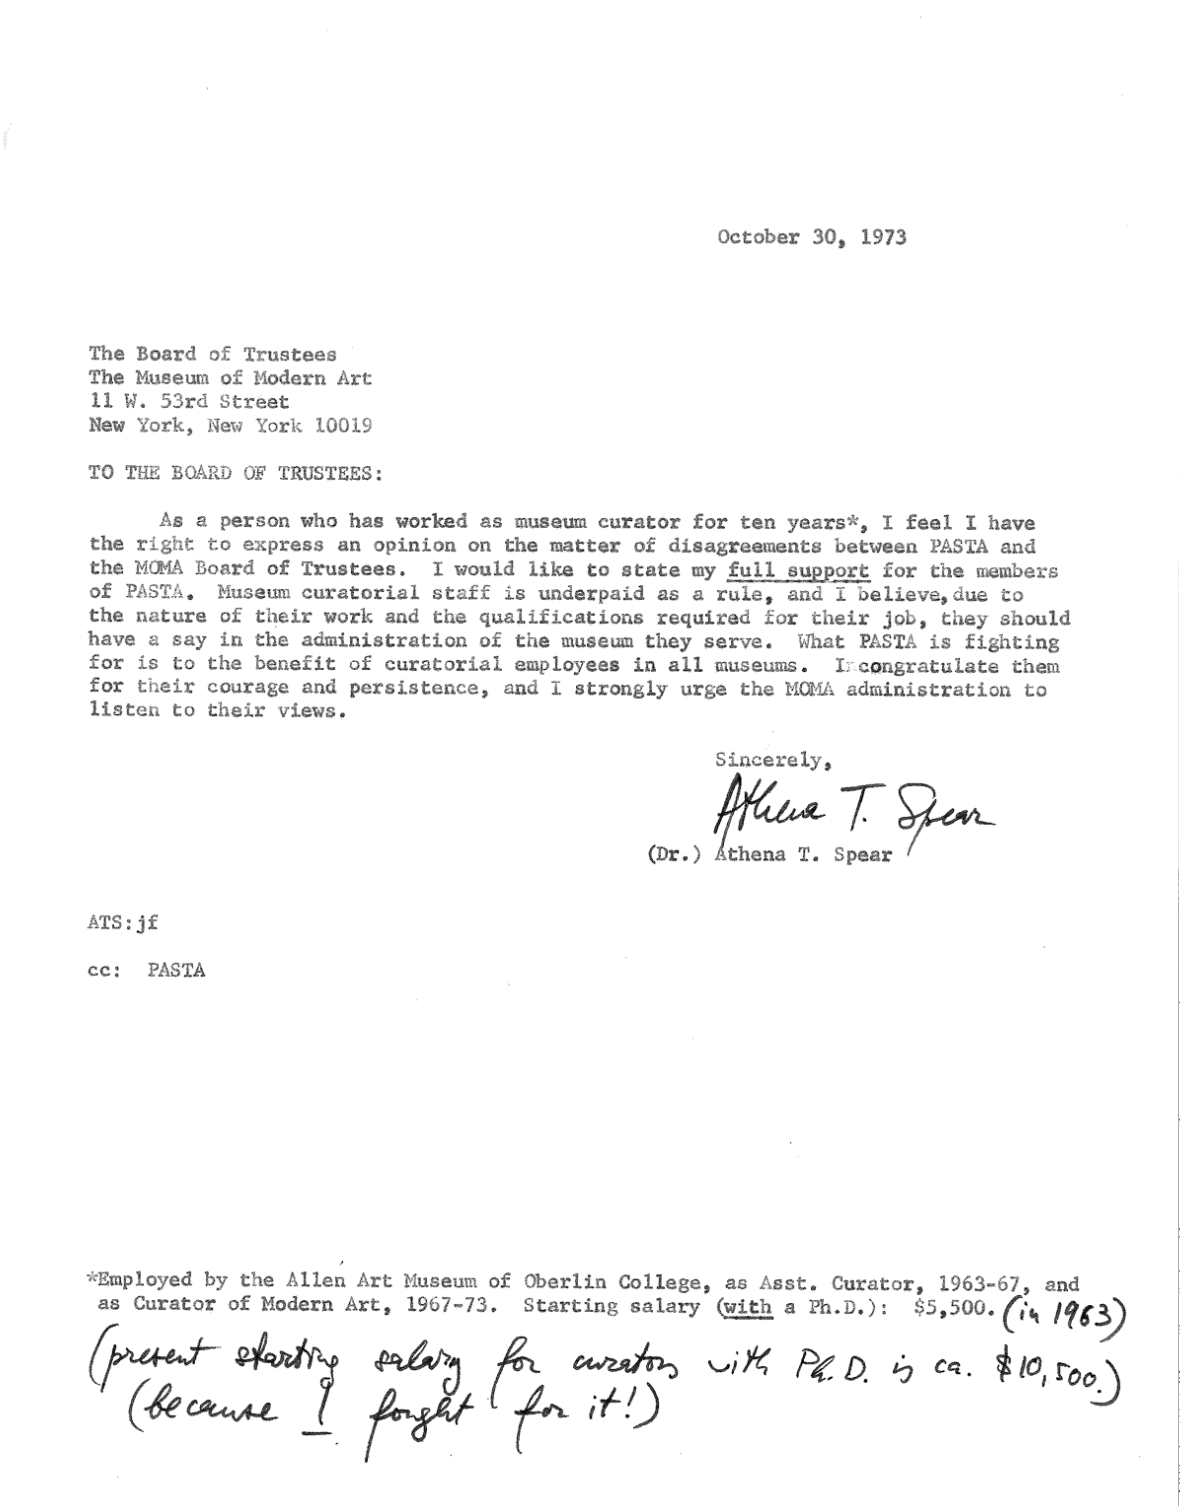 October 30, 1973
The Board of Trustees
The Museum of Modern Art
11 W. 53rd Street
New York, New York 10019
TO THE BOARD OF TRUSTEES:
As a person who has worked as museum curator for ten years*, I feel I have
the right to express an opinion on the matter of disagreements between PASTA and
the MOMA Board of Trustees. I would like to state my full support for the members
of PASTA. Museum curatorial staff is underpaid as a rule, and I believe, due to
the nature of their work and the qualifications required for their job, they should
have a say in the administration of the museum they serve. What PASTA is fighting
for is to the benefit of curatorial employees in all museums. I congratulate them
for their courage and persistence, and I strongly urge the MOMA administration to
listen to their views.
Sincerely,
Athena T. Spear
(Dr.) Athena T. Spear
ATS:jf
cc: PASTA
*Employed by the Allen Art Museum of Oberlin College, as Asst. Curator, 1963-67, and
as Curator of Modern Art, 1967-73. Starting salary (with a Ph.D.): $5,500. (in 1963)
(present starting salary for curators with Ph.D. is ca. $10,500.)
(because I fought for it!)